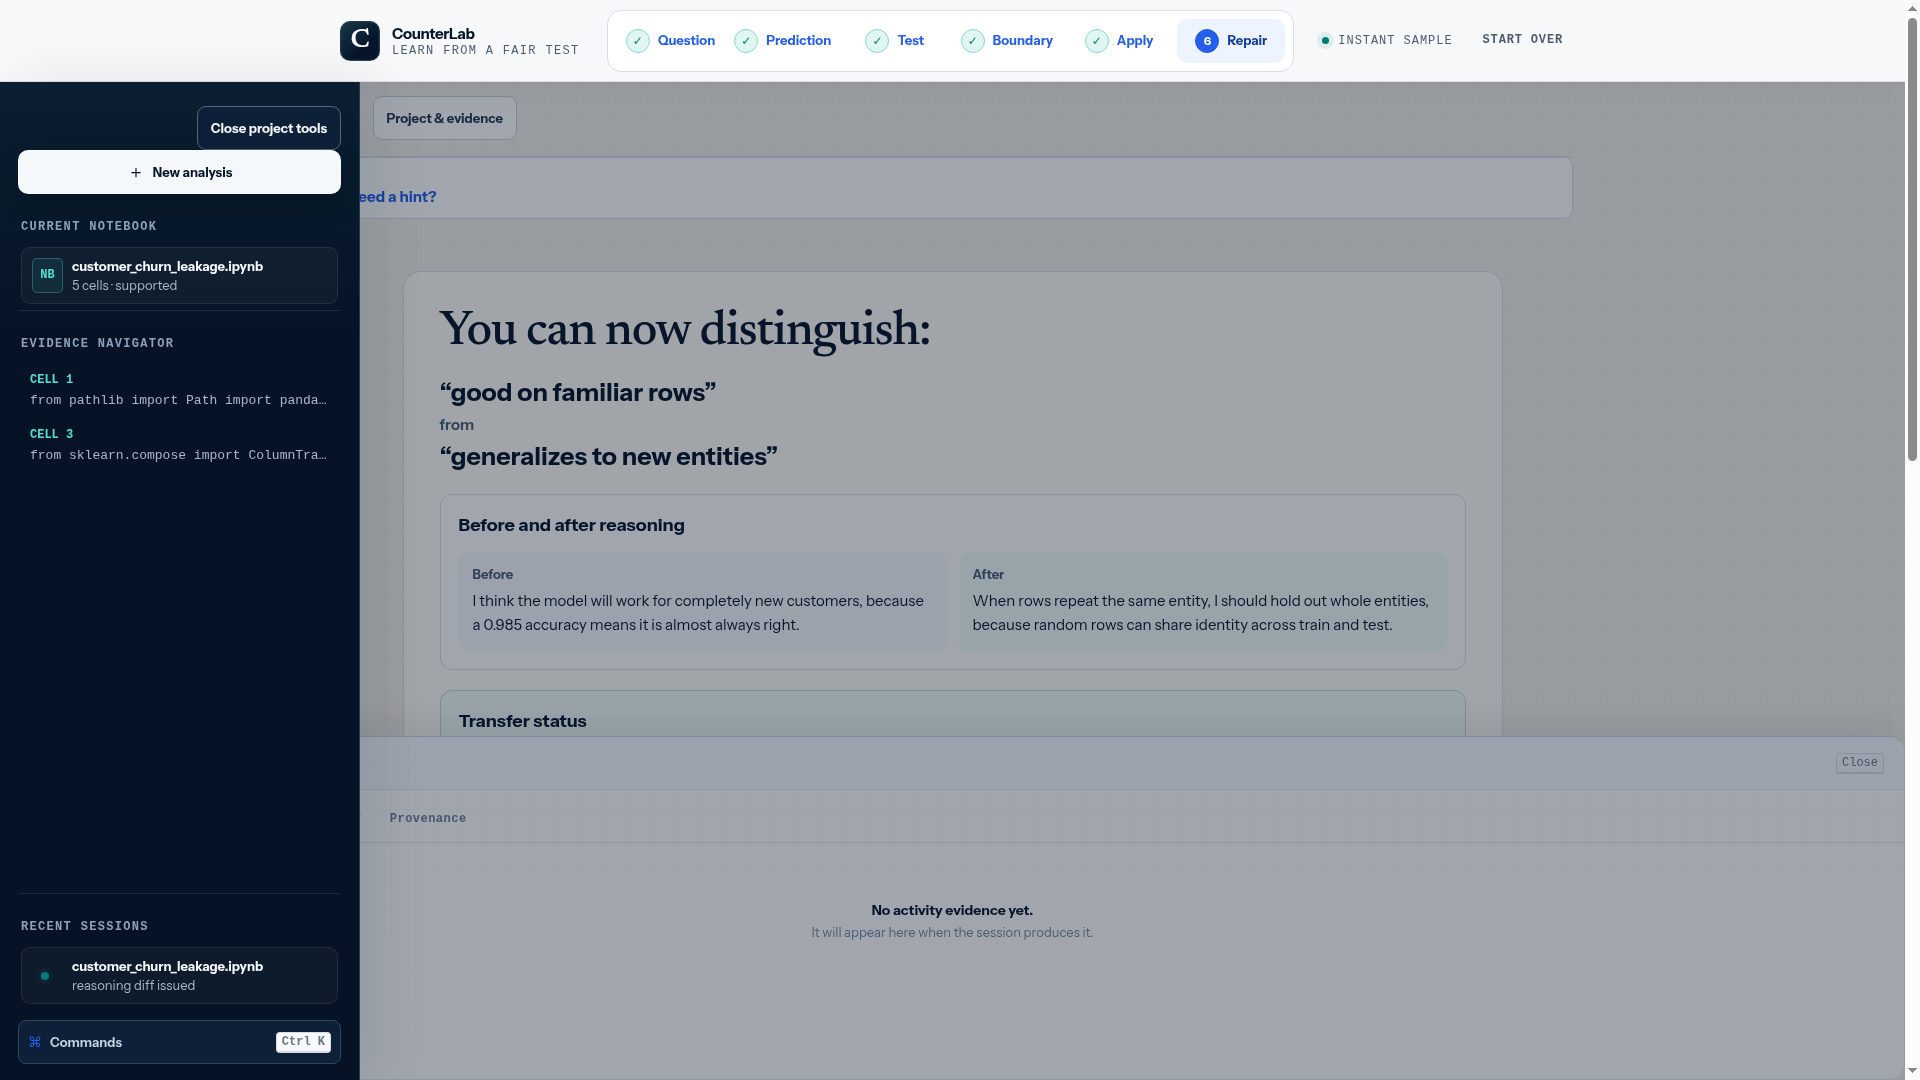 C
CounterLab
LEARN FROM A FAIR TEST
✓ Question
✓ Prediction
✓ Test
✓ Boundary
✓ Apply
6 Repair
INSTANT SAMPLE
START OVER
Close project tools
+ New analysis
CURRENT NOTEBOOK
NB
customer_churn_leakage.ipynb
5 cells · supported
EVIDENCE NAVIGATOR
CELL 1
from pathlib import Path import panda…
CELL 3
from sklearn.compose import ColumnTra…
RECENT SESSIONS
customer_churn_leakage.ipynb
reasoning diff issued
⌘ Commands
Ctrl K
Project & evidence
eed a hint?
You can now distinguish:
“good on familiar rows”
from
“generalizes to new entities”
Before and after reasoning
Before
I think the model will work for completely new customers, because
a 0.985 accuracy means it is almost always right.
After
When rows repeat the same entity, I should hold out whole entities,
because random rows can share identity across train and test.
Transfer status
Close
Provenance
No activity evidence yet.
It will appear here when the session produces it.